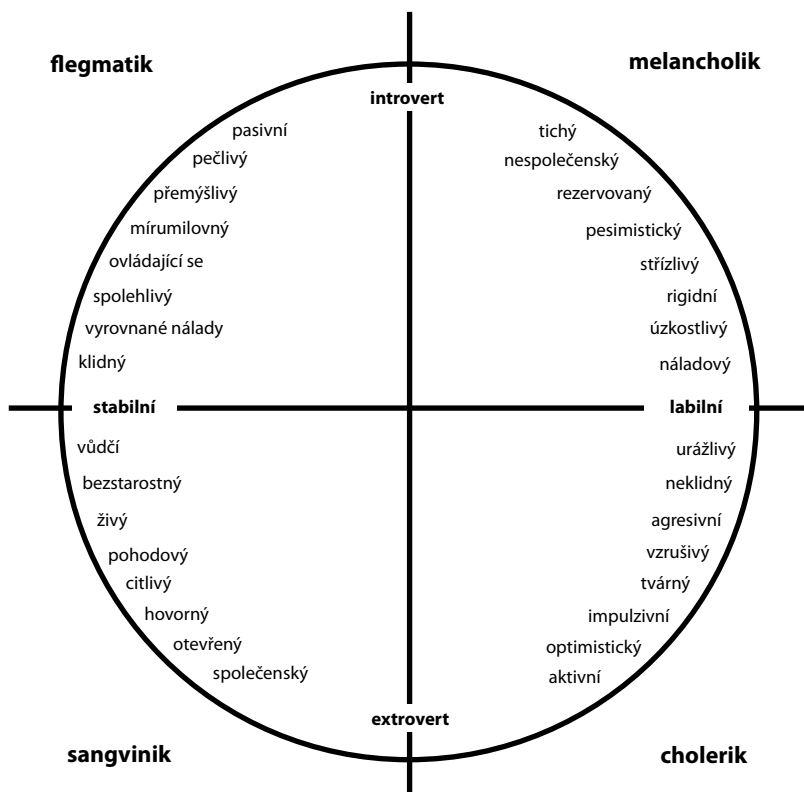 flegmatik
melancholik
introvert
pasivní
pečlivý
přemýšlivý
mírumilovný
ovládající se
spolehlivý
vyrovnané nálady
klidný
tichý
nespolečenský
rezervovaný
pesimistický
střízlivý
rigidní
úzkostlivý
náladový
stabilní
labilní
vůdčí
bezstarostný
živý
pohodový
citlivý
hovorný
otevřený
společenský
urážlivý
neklidný
agresivní
vzrušivý
tvárný
impulzivní
optimistický
aktivní
extrovert
sangvinik
cholerik